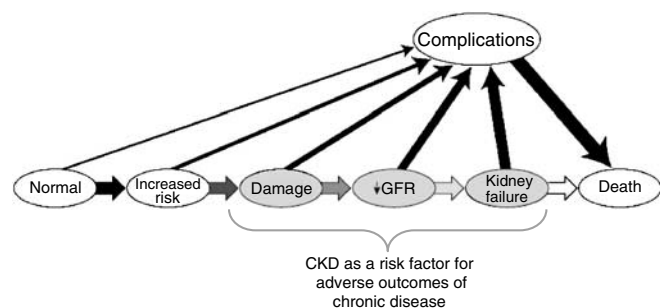 Complications
Normal
Increased
risk
Damage
↓GFR
Kidney
failure
Death
CKD as a risk factor for
adverse outcomes of
chronic disease